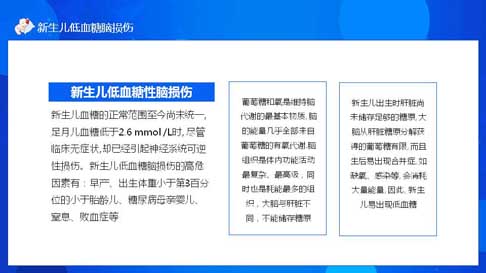 新生儿低血糖脑损伤
新生儿低血糖性脑损伤
新生儿血糖的正常范围至今尚未统一,
足月儿血糖低于2.6 mmol /L时, 尽管
临床无症状,却已经引起神经系统可逆
性损伤。新生儿低血糖脑损伤的高危
因素有：早产、出生体重小于第3百分
位的小于胎龄儿、糖尿病母亲婴儿、
窒息、败血症等
葡萄糖和氧是维持脑
代谢的最基本物质, 脑
的能量几乎全部来自
葡萄糖的有氧代谢.脑
组织是体内功能活动
最复杂、最高级，同
时也是耗能最多的组
织，大脑与肝脏不
同，不能储存糖原
新生儿出生时肝脏尚
未储存足够的糖原,大
脑从肝脏糖原分解获
得的葡萄糖有限, 而且
生后易出现合并症, 如
缺氧、感染等, 会消耗
大量能量, 因此, 新生
儿易出现低血糖